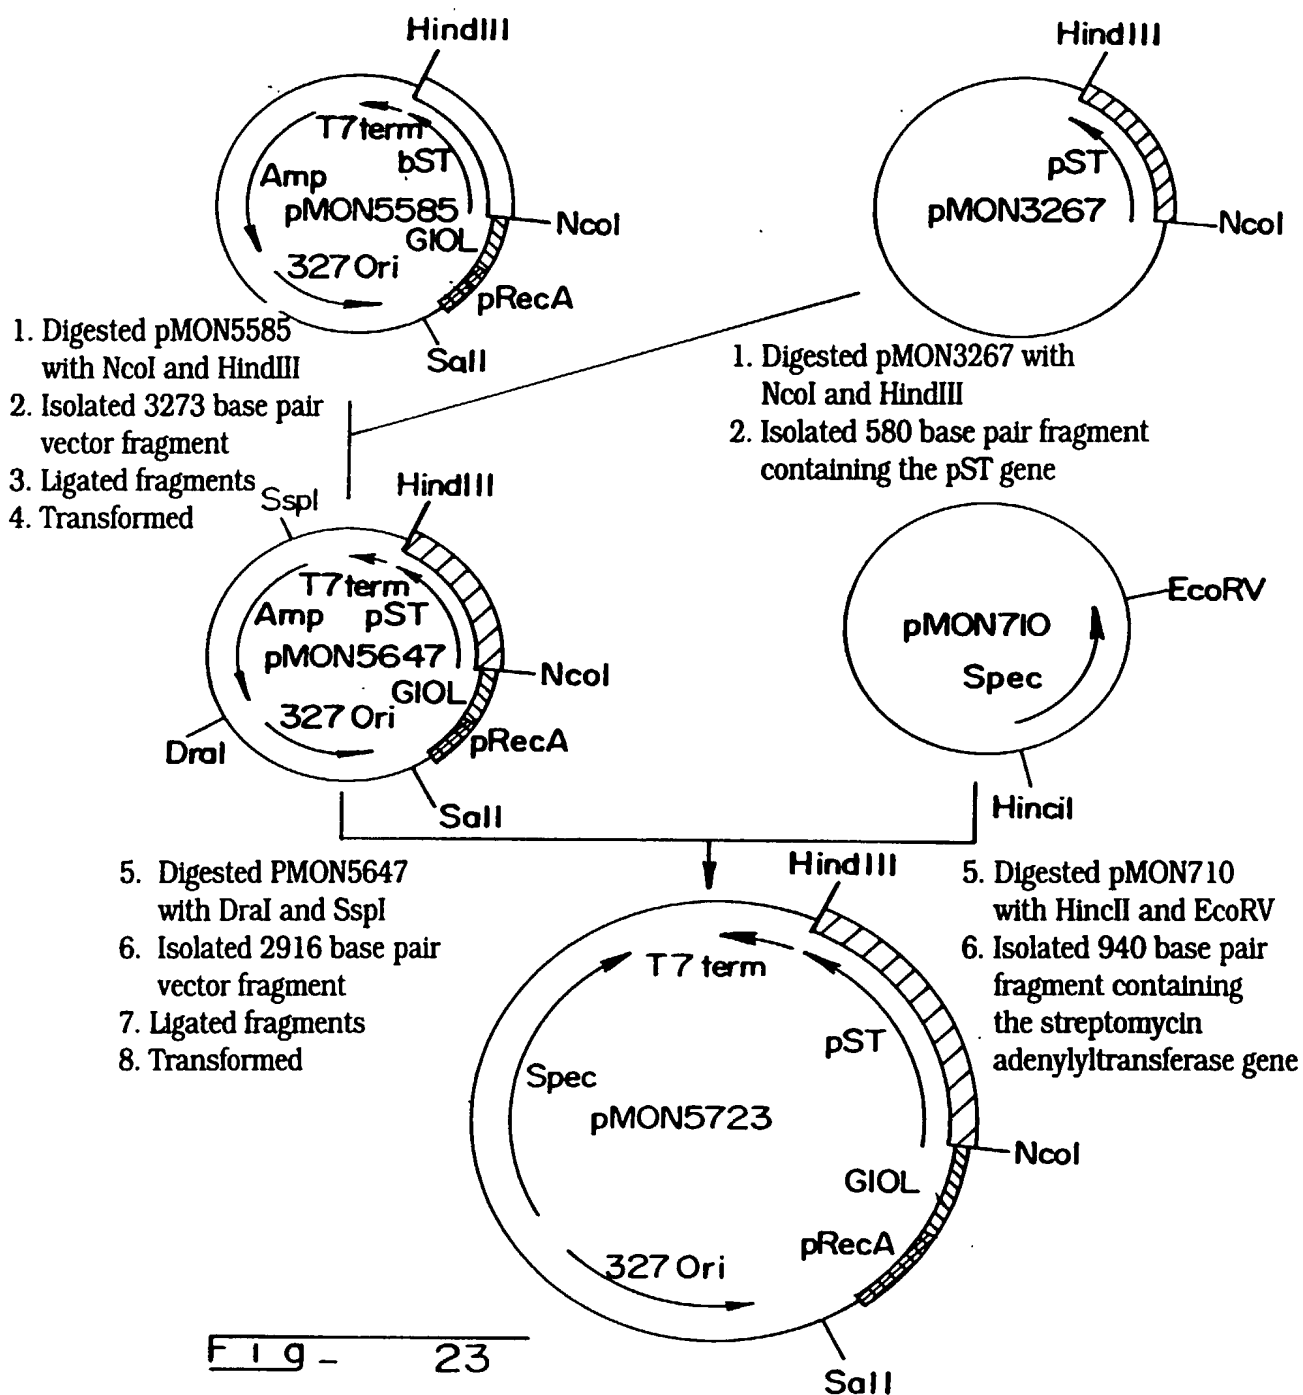 HindIII
T7 term
bST
Amp
pMON5585
GIOL
327 Ori
pRecA
NcoI
SalI
HindIII
pST
pMON3267
NcoI
1. Digested pMON5585
with NcoI and HindIII
2. Isolated 3273 base pair
vector fragment
3. Ligated fragments
4. Transformed
1. Digested pMON3267 with
NcoI and HindIII
2. Isolated 580 base pair fragment
containing the pST gene
SspI
HindIII
T7 term
Amp
pST
pMON5647
GIOL
327 Ori
pRecA
NcoI
DraI
SalI
EcoRV
pMON710
Spec
HinciI
5. Digested PMON5647
with DraI and SspI
6. Isolated 2916 base pair
vector fragment
7. Ligated fragments
8. Transformed
5. Digested pMON710
with HincII and EcoRV
6. Isolated 940 base pair
fragment containing
the streptomycin
adenylyltransferase gene
HindIII
T7 term
pST
Spec
pMON5723
NcoI
GIOL
pRecA
327 Ori
SalI
Fig- 23